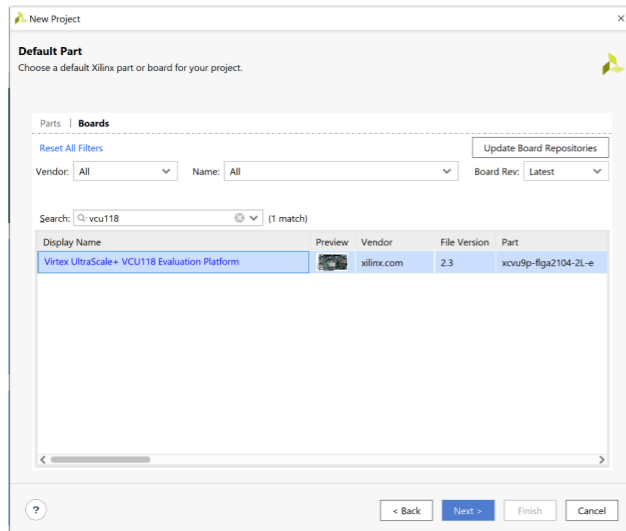 New Project
Default Part
Choose a default Xilinx part or board for your project.
Parts | Boards
Reset All Filters
Update Board Repositories
Vendor: All Name: All Board Rev: Latest
Search: vcu118 (1 match)
Display Name Preview Vendor File Version Part
Virtex UltraScale+ VCU118 Evaluation Platform xilinx.com 2.3 xcvu9p-flga2104-2L-e
? < Back Next > Finish Cancel